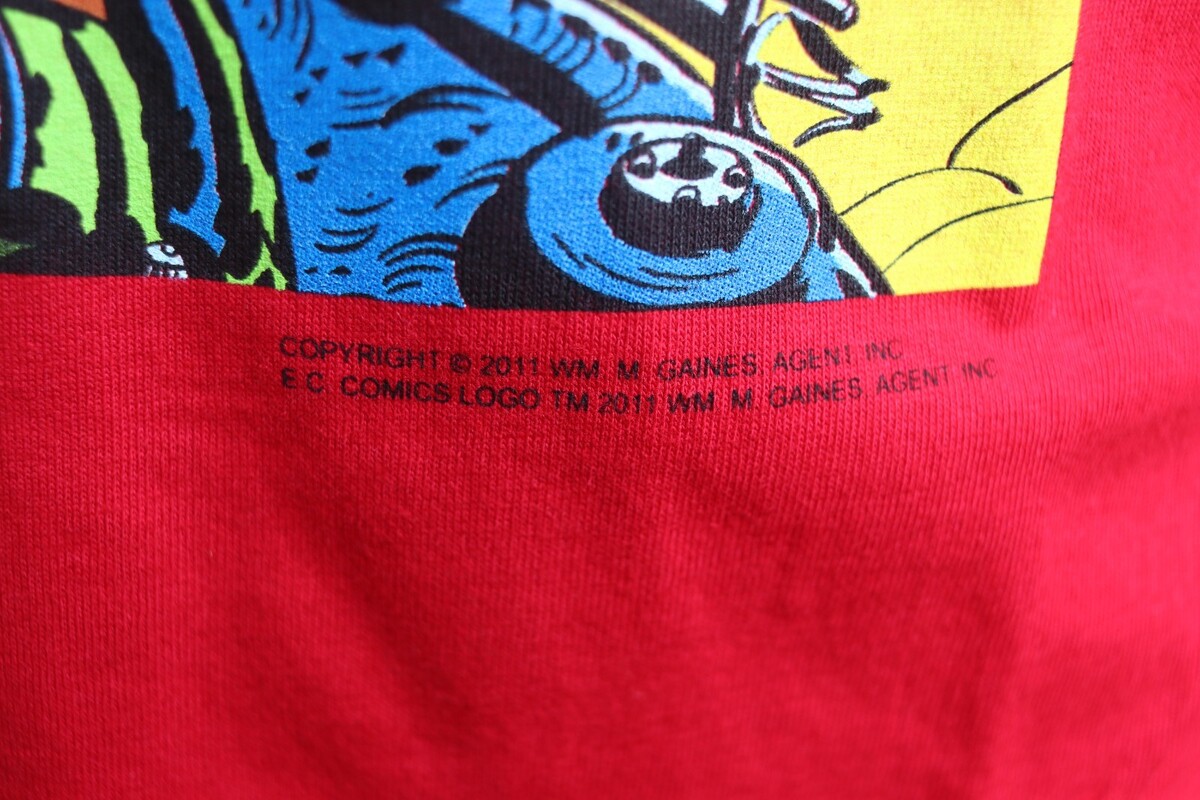 COPYRIGHT © 2011 WM M GAINES AGENT INC
E C COMICS LOGO TM 2011 WM M GAINES AGENT INC